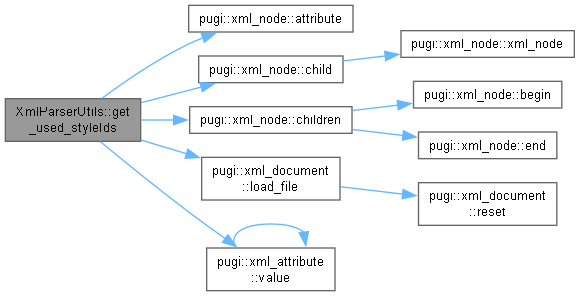 XmlParserUtils::get
_used_styleIds
pugi::xml_node::attribute
pugi::xml_node::child
pugi::xml_node::xml_node
pugi::xml_node::children
pugi::xml_node::begin
pugi::xml_node::end
pugi::xml_document
::load_file
pugi::xml_document
::reset
pugi::xml_attribute
::value